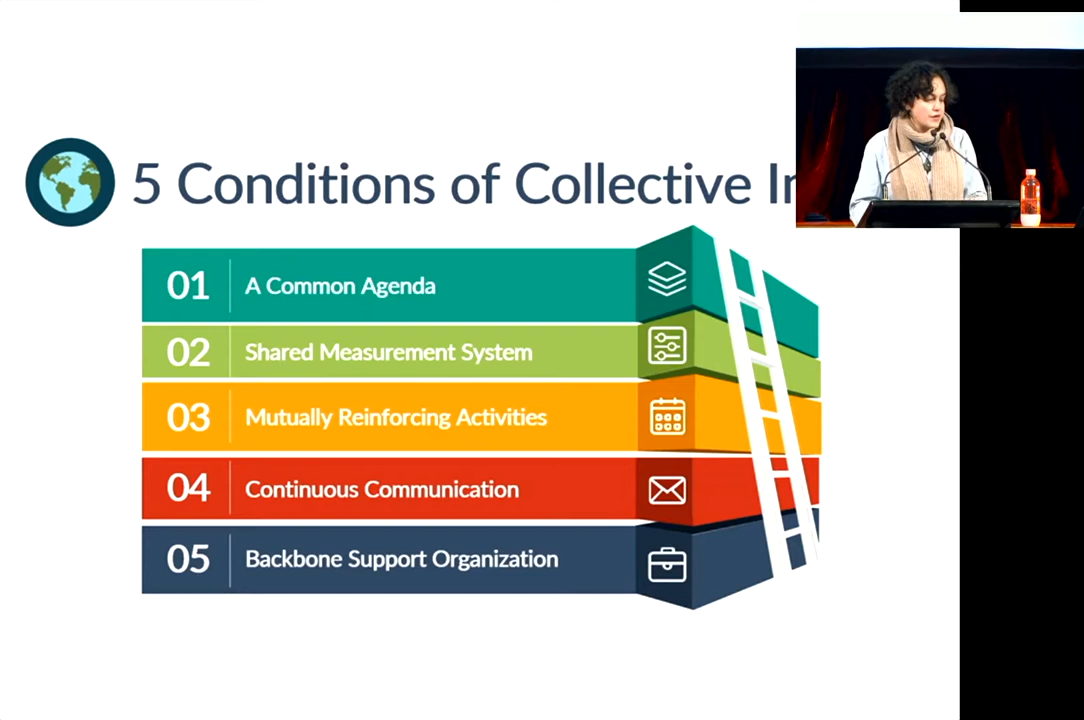 5 Conditions of Collective
01 A Common Agenda
02 Shared Measurement System
03 Mutually Reinforcing Activities
04 Continuous Communication
05 Backbone Support Organization